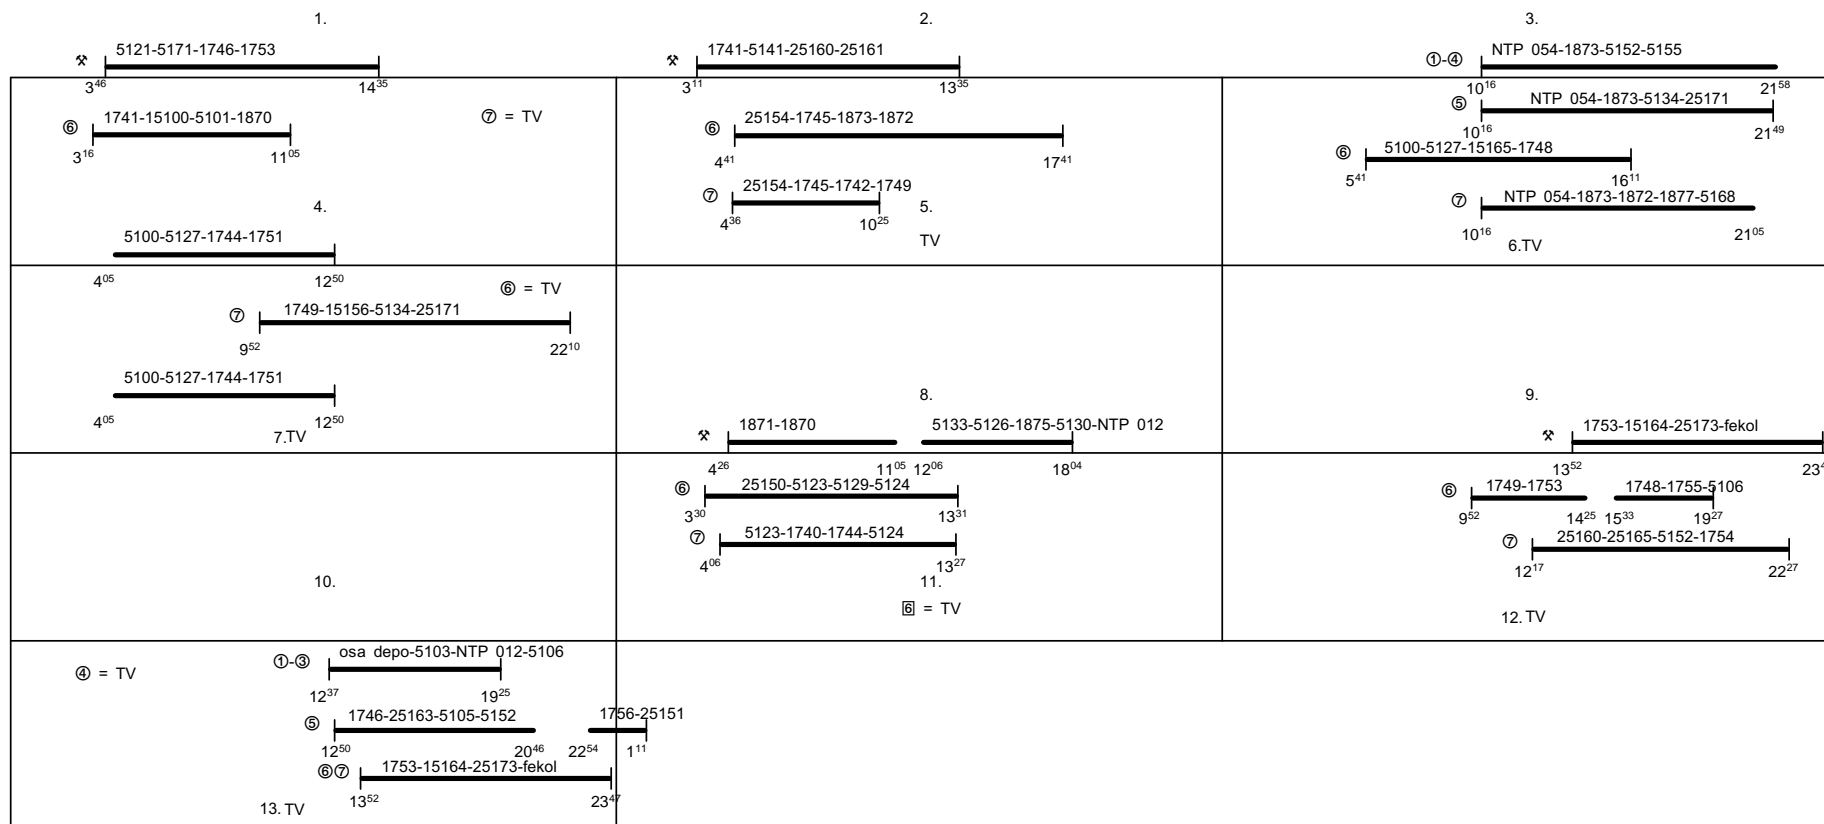 1. 2. 3.
⚒ 5121-5171-1746-1753
3⁴⁶ 14³⁵
⑦ = TV
⑥ 1741-15100-5101-1870
3¹⁶ 11⁰⁵
⚒ 1741-5141-25160-25161
3¹¹ 13³⁵
⑥ 25154-1745-1873-1872
4⁴¹ 17⁴¹
⑦ 25154-1745-1742-1749
4³⁶ 10²⁵
①-④ NTP 054-1873-5152-5155
10¹⁶ 21⁵⁸
⑤ NTP 054-1873-5134-25171
10¹⁶ 21⁴⁹
⑥ 5100-5127-15165-1748
5⁴¹ 16¹¹
⑦ NTP 054-1873-1872-1877-5168
10¹⁶ 21⁰⁵
4.
5100-5127-1744-1751
4⁰⁵ 12⁵⁰
⑥ = TV
⑦ 1749-15156-5134-25171
9⁵² 22¹⁰
5.
TV
6.TV
5100-5127-1744-1751
4⁰⁵ 12⁵⁰
7.TV
8.
⚒ 1871-1870 5133-5126-1875-5130-NTP 012
4²⁶ 11⁰⁵ 12⁰⁶ 18⁰⁴
⑥ 25150-5123-5129-5124
3³⁰ 13³¹
⑦ 5123-1740-1744-5124
4⁰⁶ 13²⁷
9.
⚒ 1753-15164-25173-fekol
13⁵²
⑥ 1749-1753 1748-1755-5106
9⁵² 14²⁵ 15³³ 19²⁷
⑦ 25160-25165-5152-1754
12¹⁷ 22²⁷
10.
④ = TV
①-③ osa depo-5103-NTP 012-5106
12³⁷ 19²⁵
⑤ 1746-25163-5105-5152 1756-25151
12⁵⁰ 20⁴⁶ 22⁵⁴ 1¹¹
⑥⑦ 1753-15164-25173-fekol
13⁵² 23⁴⁷
11.
6 = TV
12. TV
13. TV